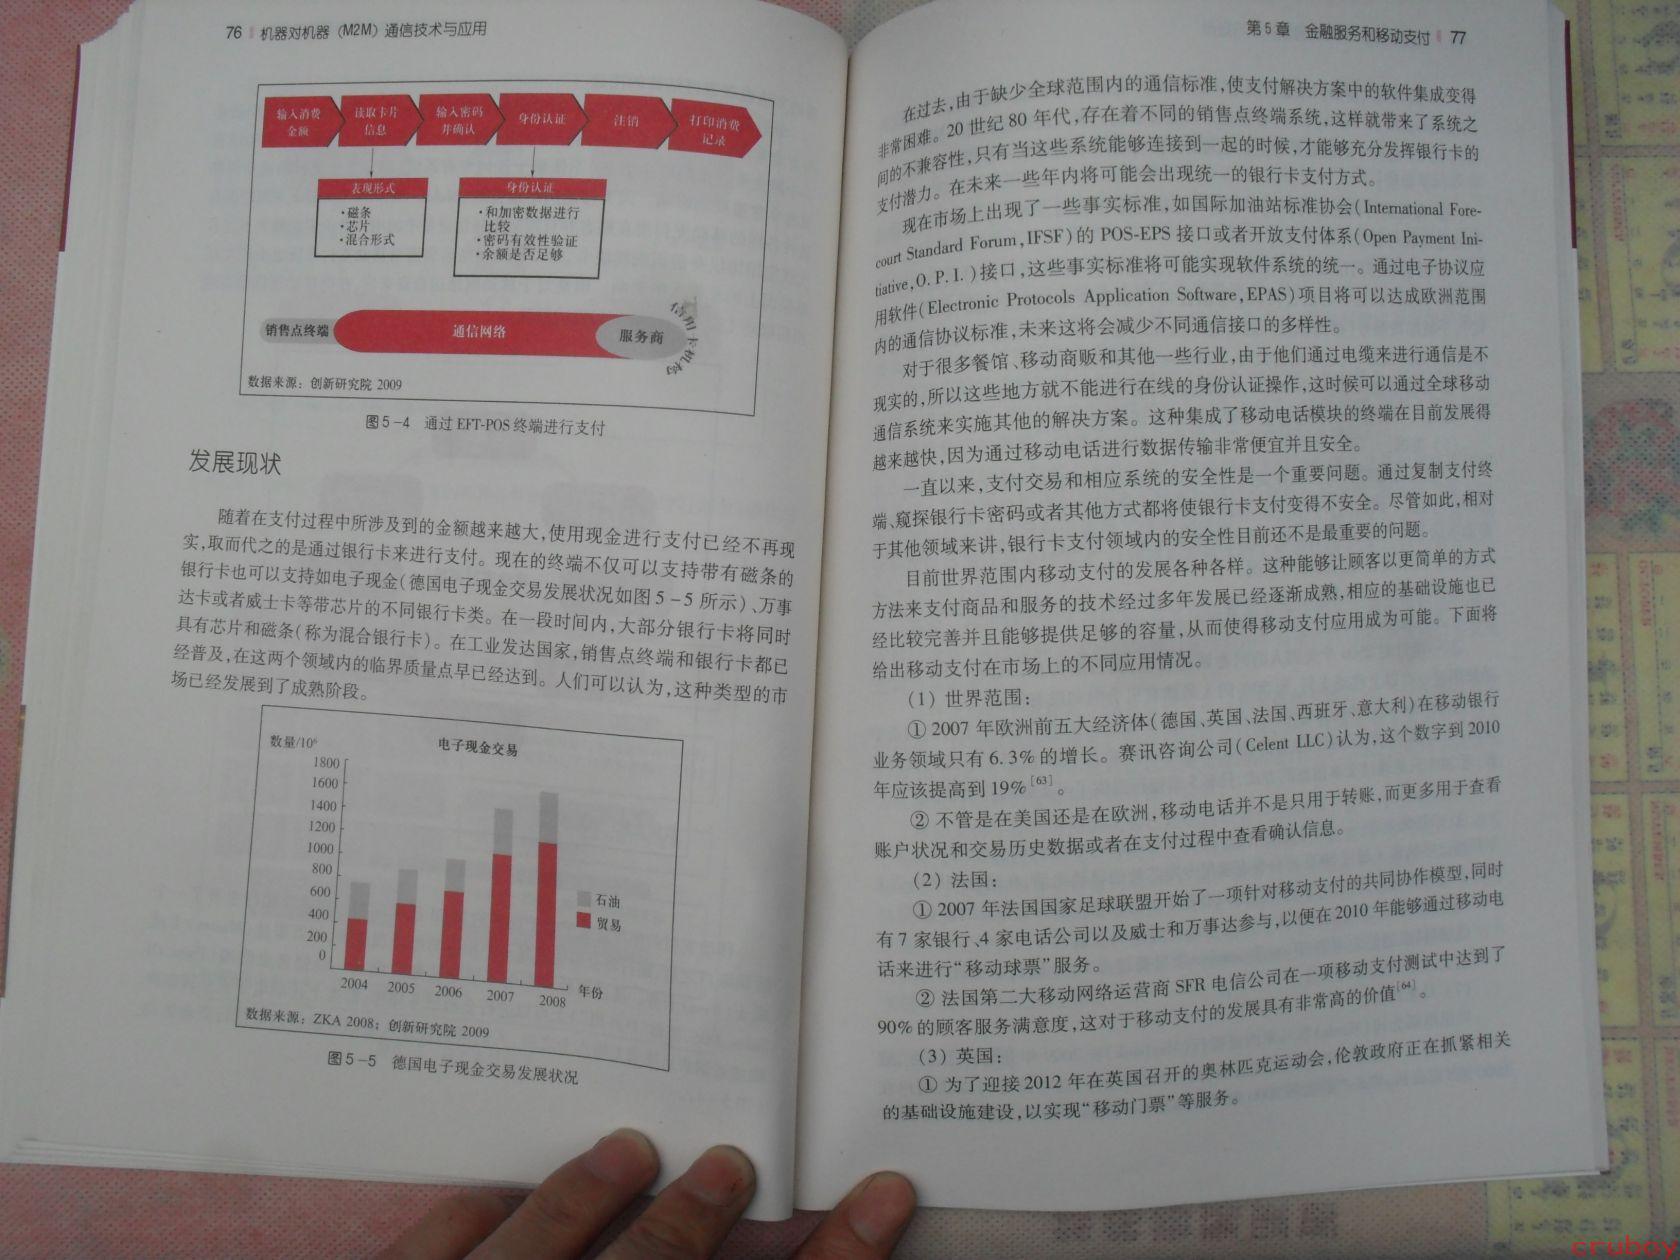 76 机器对机器（M2M）通信技术与应用
输入消费
金额
读取卡片
信息
输入密码
并确认
身份认证
注销
打印消费
记录
表现形式
·磁条
·芯片
·混合形式
身份认证
·和加密数据进行
比较
·密码有效性验证
·余额是否足够
销售点终端
通信网络
服务商
信用卡机构
数据来源：创新研究院 2009
图5-4 通过EFT-POS终端进行支付
发展现状
随着在支付过程中所涉及到的金额越来越大，使用现金进行支付已经不再现
实，取而代之的是通过银行卡来进行支付。现在的终端不仅可以支持带有磁条的
银行卡也可以支持如电子现金（德国电子现金交易发展状况如图5-5所示）、万事
达卡或者威士卡等带芯片的不同银行卡类。在一段时间内，大部分银行卡将同时
具有芯片和磁条（称为混合银行卡）。在工业发达国家，销售点终端和银行卡都已
经普及，在这两个领域内的临界质量点早已经达到。人们可以认为，这种类型的市
场已经发展到了成熟阶段。
电子现金交易
数量/10⁶
1800
1600
1400
1200
1000
800
600
400
200
0
石油
贸易
2004 2005 2006 2007 2008 年份
数据来源：ZKA 2008；创新研究院 2009
图5-5 德国电子现金交易发展状况
第5章 金融服务和移动支付 77
在过去，由于缺少全球范围内的通信标准，使支付解决方案中的软件集成变得
非常困难。20世纪80年代，存在着不同的销售点终端系统，这样就带来了系统之
间的不兼容性，只有当这些系统能够连接到一起的时候，才能够充分发挥银行卡的
支付潜力。在未来一些年内将可能会出现统一的银行卡支付方式。
现在市场上出现了一些事实标准，如国际加油站标准协会（International Fore-
court Standard Forum，IFSF）的POS-EPS接口或者开放支付体系（Open Payment Ini-
tiative，O.P.I.）接口，这些事实标准将可能实现软件系统的统一。通过电子协议应
用软件（Electronic Protocols Application Software，EPAS）项目将可以达成欧洲范围
内的通信协议标准，未来这将会减少不同通信接口的多样性。
对于很多餐馆、移动商贩和其他一些行业，由于他们通过电缆来进行通信是不
现实的，所以这些地方就不能进行在线的身份认证操作，这时候可以通过全球移动
通信系统来实施其他的解决方案。这种集成了移动电话模块的终端在目前发展得
越来越快，因为通过移动电话进行数据传输非常便宜并且安全。
一直以来，支付交易和相应系统的安全性是一个重要问题。通过复制支付终
端、窥探银行卡密码或者其他方式都将使银行卡支付变得不安全。尽管如此，相对
于其他领域来讲，银行卡支付领域内的安全性目前还不是最重要的问题。
目前世界范围内移动支付的发展各种各样。这种能够让顾客以更简单的方式
方法来支付商品和服务的技术经过多年发展已经逐渐成熟，相应的基础设施也已
经比较完善并且能够提供足够的容量，从而使得移动支付应用成为可能。下面将
给出移动支付在市场上的不同应用情况。
（1）世界范围：
① 2007年欧洲前五大经济体（德国、英国、法国、西班牙、意大利）在移动银行
业务领域只有6.3%的增长。赛讯咨询公司（Celent LLC）认为，这个数字到2010
年应该提高到19%[63]。
② 不管是在美国还是在欧洲，移动电话并不是只用于转账，而更多用于查看
账户状况和交易历史数据或者在支付过程中查看确认信息。
（2）法国：
① 2007年法国国家足球联盟开始了一项针对移动支付的共同协作模型，同时
有7家银行、4家电话公司以及威士和万事达参与，以便在2010年能够通过移动电
话来进行“移动球票”服务。
② 法国第二大移动网络运营商SFR电信公司在一项移动支付测试中达到了
90%的顾客服务满意度，这对于移动支付的发展具有非常高的价值[64]。
（3）英国：
① 为了迎接2012年在英国召开的奥林匹克运动会，伦敦政府正在抓紧相关
的基础设施建设，以实现“移动门票”等服务。
cruboy